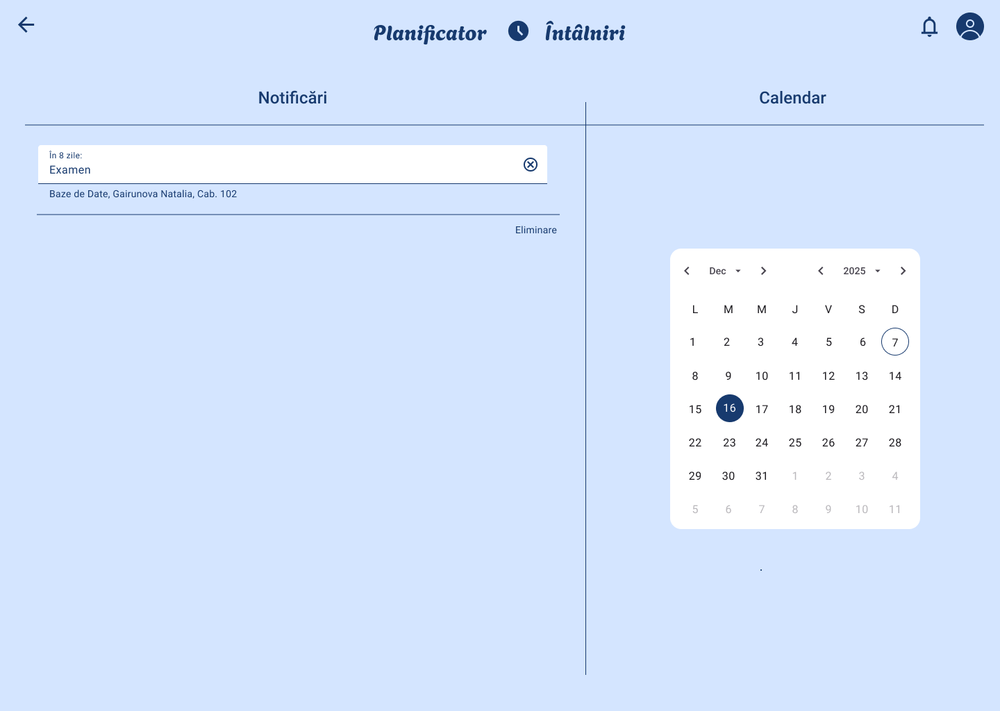 Planificator Întâlniri
Notificări
Calendar
În 8 zile:
Examen
Baze de Date, Gairunova Natalia, Cab. 102
Eliminare
Dec 2025
L M M J V S D
1 2 3 4 5 6 7
8 9 10 11 12 13 14
15 16 17 18 19 20 21
22 23 24 25 26 27 28
29 30 31 1 2 3 4
5 6 7 8 9 10 11
.